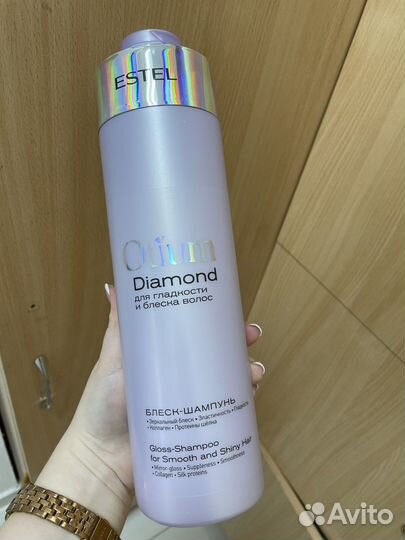 ESTEL
Otium
Diamond
для гладкости
и блеска волос
БЛЕСК-ШАМПУНЬ
• Зеркальный блеск • Эластичность • Гладкость
• Коллаген • Протеины шёлка
Gloss-Shampoo
for Smooth and Shiny Hair
• Mirror-gloss • Suppleness • Smoothness
• Collagen • Silk proteins
Avito